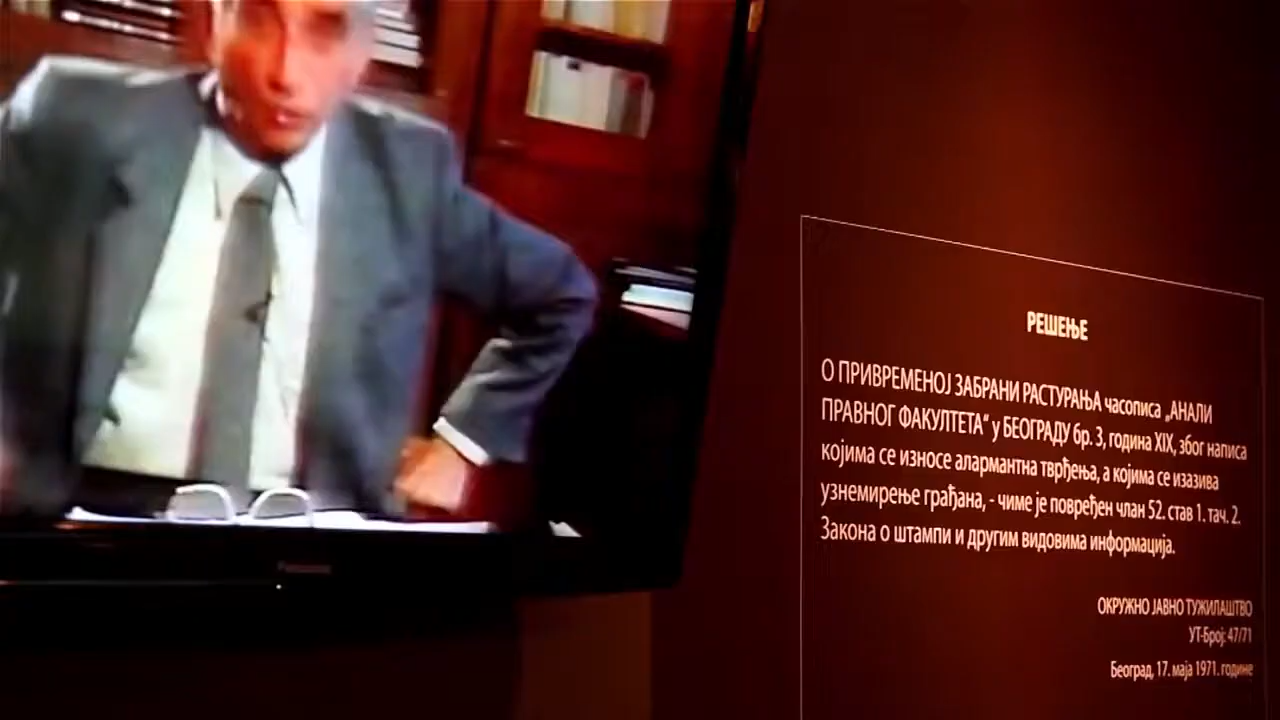 РЕШЕЊЕ
О ПРИВРЕМЕНОЈ ЗАБРАНИ РАСТУРАЊА часописа „АНАЛИ
ПРАВНОГ ФАКУЛТЕТА“ у БЕОГРАДУ бр. 3, година XIX, због написа
којима се износе алармантна тврђења, а којима се изазива
узнемирење грађана, - чиме је повређен члан 52. став 1. тач. 2.
Закона о штампи и другим видовима информација.
ОКРУЖНО ЈАВНО ТУЖИЛАШТВО
УТ-Број: 47/71
Београд, 17. маја 1971. године
Panasonic